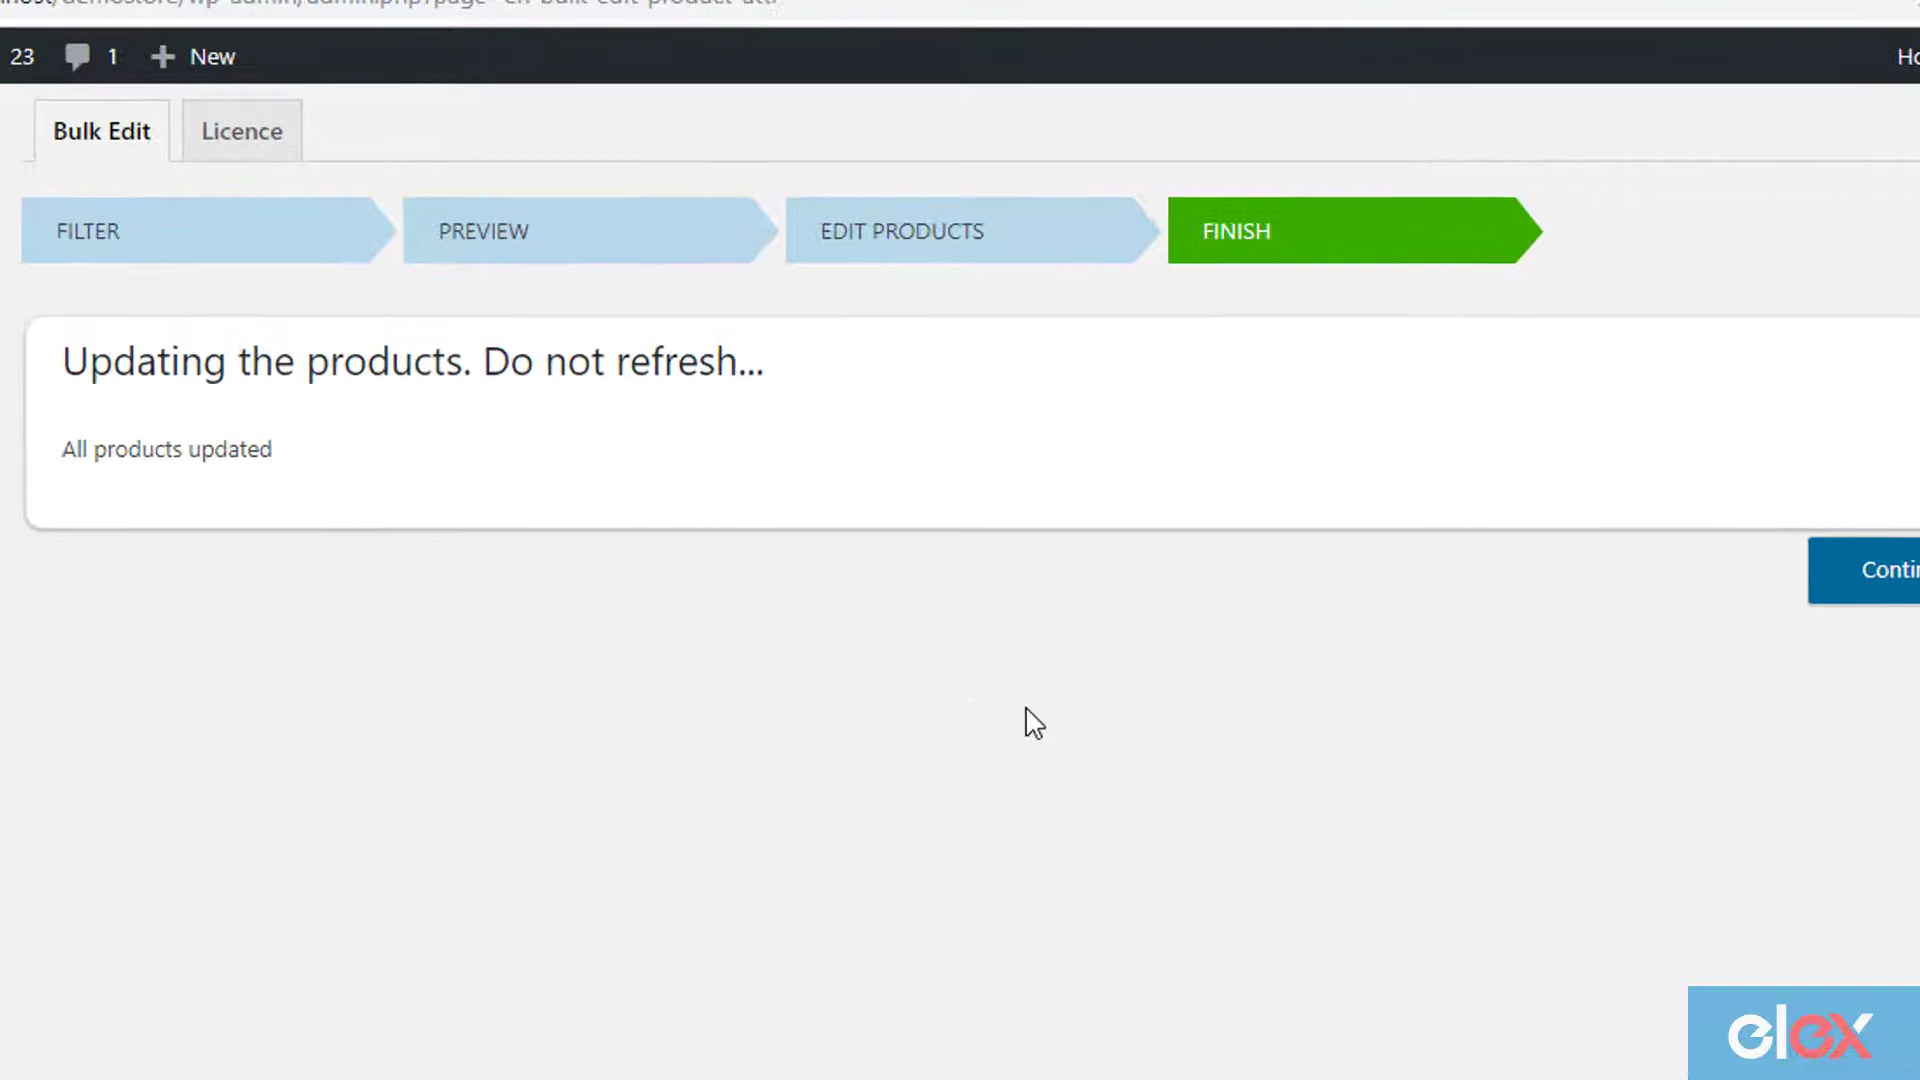 23 1 New
Bulk Edit Licence
FILTER PREVIEW EDIT PRODUCTS FINISH
Updating the products. Do not refresh...
All products updated
elex